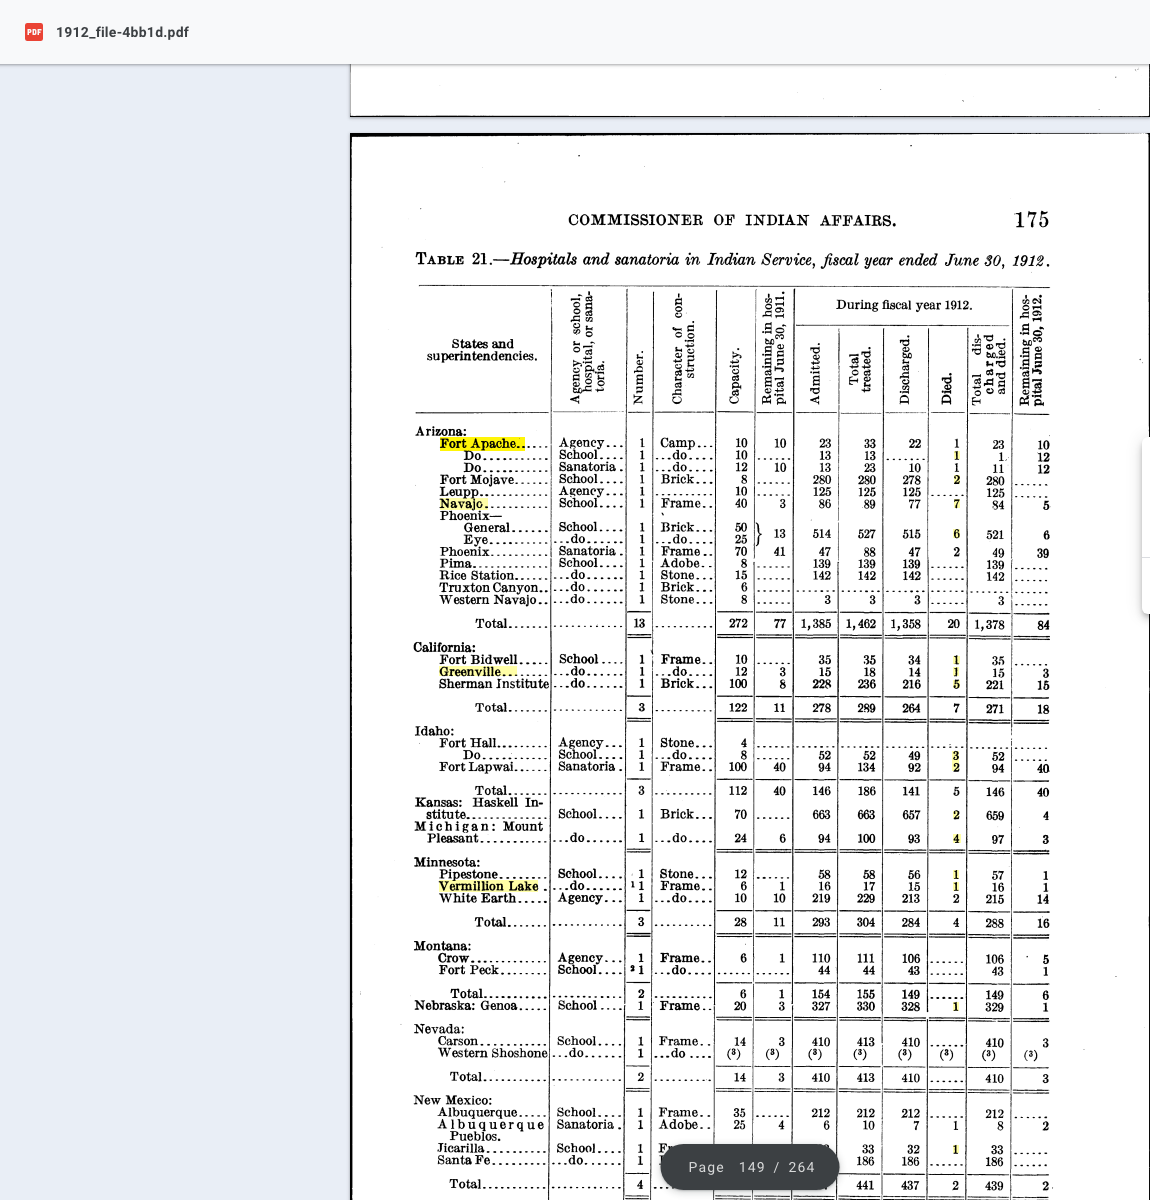 1912_file-4bb1d.pdf
COMMISSIONER OF INDIAN AFFAIRS. 175
TABLE 21.—Hospitals and sanatoria in Indian Service, fiscal year ended June 30, 1912.
States and superintendencies. Agency or school, hospital, or sanatoria. Number. Character of construction. Capacity. Remaining in hospital June 30, 1911. During fiscal year 1912. Remaining in hospital June 30, 1912.
Admitted. Total treated. Discharged. Died. Total discharged and died.
Arizona:
Fort Apache...... Agency... 1 Camp... 10 10 23 33 22 1 23 10
Do.......... School.... 1 ...do.... 10 ...... 13 13 ....... 1 1 12
Do.......... Sanatoria. 1 ...do.... 12 10 13 23 10 1 11 12
Fort Mojave...... School.... 1 Brick... 8 ...... 280 280 278 2 280 ......
Leupp........... Agency... 1 .......... 10 ...... 125 125 125 ...... 125 ......
Navajo........... School.... 1 Frame.. 40 3 86 89 77 7 84 5
Phoenix—
General...... School.... 1 Brick... 50 } 13 514 527 515 6 521 6
Eye.......... ...do...... 1 ...do.... 25
Phoenix.......... Sanatoria. 1 Frame.. 70 41 47 88 47 2 49 39
Pima............. School.... 1 Adobe.. 8 ...... 139 139 139 ...... 139 ......
Rice Station...... ...do...... 1 Stone... 15 ...... 142 142 142 ...... 142 ......
Truxton Canyon.. ...do...... 1 Brick... 6 ...... ....... ....... ....... ...... ....... ......
Western Navajo.. ...do...... 1 Stone... 8 ...... 3 3 3 ...... 3 ......
Total...... ........... 13 .......... 272 77 1,385 1,462 1,358 20 1,378 84
California:
Fort Bidwell..... School.... 1 Frame.. 10 ...... 35 35 34 1 35 ......
Greenville....... ...do...... 1 ...do.... 12 3 15 18 14 1 15 3
Sherman Institute ...do...... 1 Brick... 100 8 228 236 216 5 221 15
Total...... ........... 3 .......... 122 11 278 289 264 7 271 18
Idaho:
Fort Hall........ Agency... 1 Stone... 4 ...... ....... ....... ....... ...... ....... ......
Do.......... School.... 1 ...do.... 8 ...... 52 52 49 3 52 ......
Fort Lapwai..... Sanatoria. 1 Frame.. 100 40 94 134 92 2 94 40
Total...... ........... 3 .......... 112 40 146 186 141 5 146 40
Kansas: Haskell In-
stitute............ School.... 1 Brick... 70 ...... 663 663 657 2 659 4
Michigan: Mount
Pleasant.......... ...do...... 1 ...do.... 24 6 94 100 93 4 97 3
Minnesota:
Pipestone........ School.... 1 Stone... 12 ...... 58 58 56 1 57 1
Vermillion Lake . ...do...... ¹ 1 Frame.. 6 1 16 17 15 1 16 1
White Earth..... Agency... 1 ...do.... 10 10 219 229 213 2 215 14
Total...... ........... 3 .......... 28 11 293 304 284 4 288 16
Montana:
Crow............ Agency... 1 Frame.. 6 1 110 111 106 ...... 106 5
Fort Peck........ School.... ² 1 ...do.... ...... ...... 44 44 43 ...... 43 1
Total.......... ........... 2 .......... 6 1 154 155 149 ...... 149 6
Nebraska: Genoa..... School.... 1 Frame.. 20 3 327 330 328 1 329 1
Nevada:
Carson........... School.... 1 Frame.. 14 3 410 413 410 ...... 410 3
Western Shoshone ...do...... 1 ...do.... (³) (³) (³) (³) (³) (³) (³) (³)
Total.......... ........... 2 .......... 14 3 410 413 410 ...... 410 3
New Mexico:
Albuquerque..... School.... 1 Frame.. 35 ...... 212 212 212 ...... 212 ......
Albuquerque Sanatoria. 1 Adobe.. 25 4 6 10 7 1 8 2
Pueblos.
Jicarilla.......... School.... 1 33 32 1 33 ......
Santa Fe......... ...do...... 1 186 186 ...... 186 ......
Total.......... ........... 4 441 437 2 439 2
Page 149 / 264